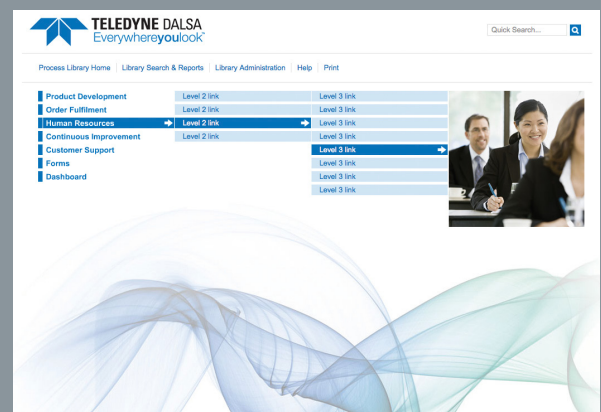 TELEDYNE DALSA
Everywhereyoulook™
Quick Search...
Process Library Home Library Search & Reports Library Administration Help Print
Product Development Level 2 link Level 3 link
Order Fulfilment Level 2 link Level 3 link
Human Resources Level 2 link Level 3 link
Continuous Improvement Level 2 link Level 3 link
Customer Support Level 3 link
Forms Level 3 link
Dashboard Level 3 link
Level 3 link